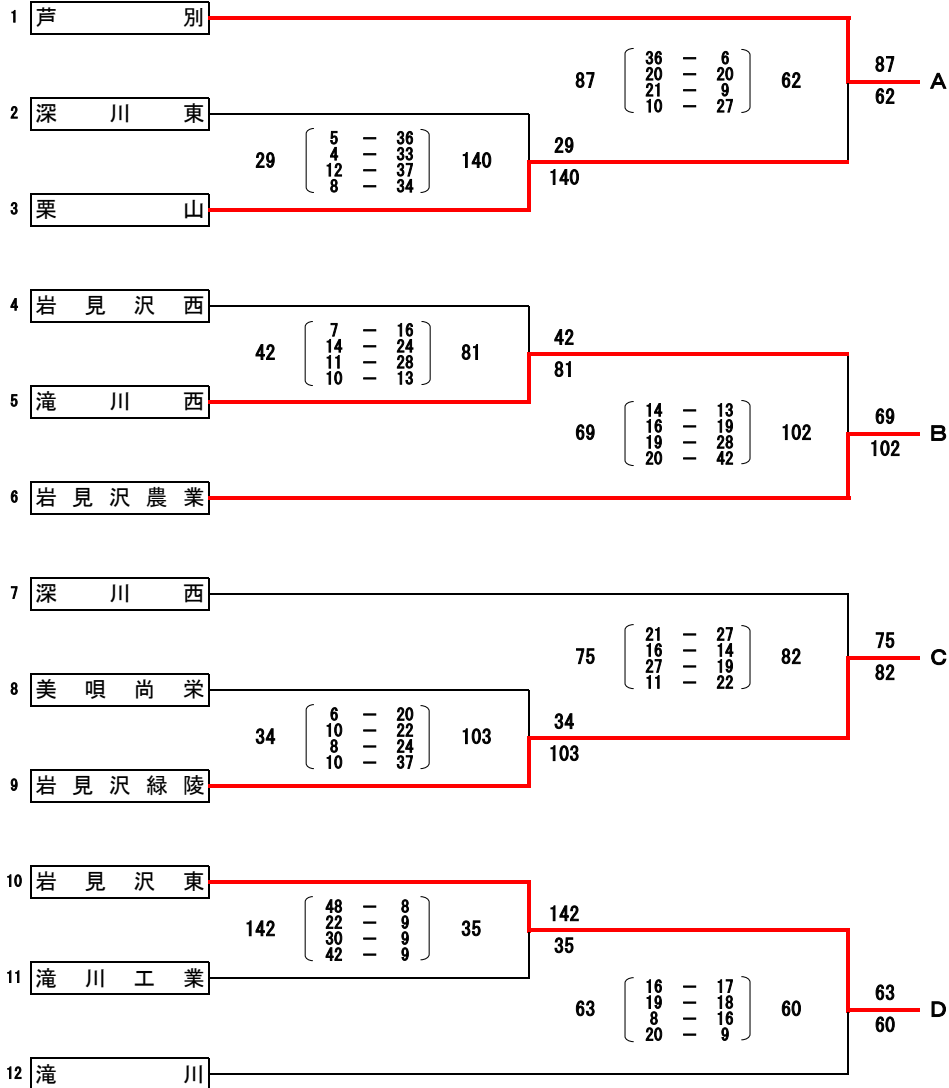 1 芦別
36 － 6
87 20 － 20 62
21 － 9
10 － 27
87
62
A
2 深川東
5 － 36
29 4 － 33 140
12 － 37
8 － 34
29
140
3 栗山
4 岩見沢西
7 － 16
42 14 － 24 81
11 － 28
10 － 13
42
81
5 滝川西
14 － 13
69 16 － 19 102
19 － 28
20 － 42
69
102
B
6 岩見沢農業
7 深川西
21 － 27
75 16 － 14 82
27 － 19
11 － 22
75
82
C
8 美唄尚栄
6 － 20
34 10 － 22 103
8 － 24
10 － 37
34
103
9 岩見沢緑陵
10 岩見沢東
48 － 8
142 22 － 9 35
30 － 9
42 － 9
142
35
11 滝川工業
16 － 17
63 19 － 18 60
8 － 16
20 － 9
63
60
D
12 滝川